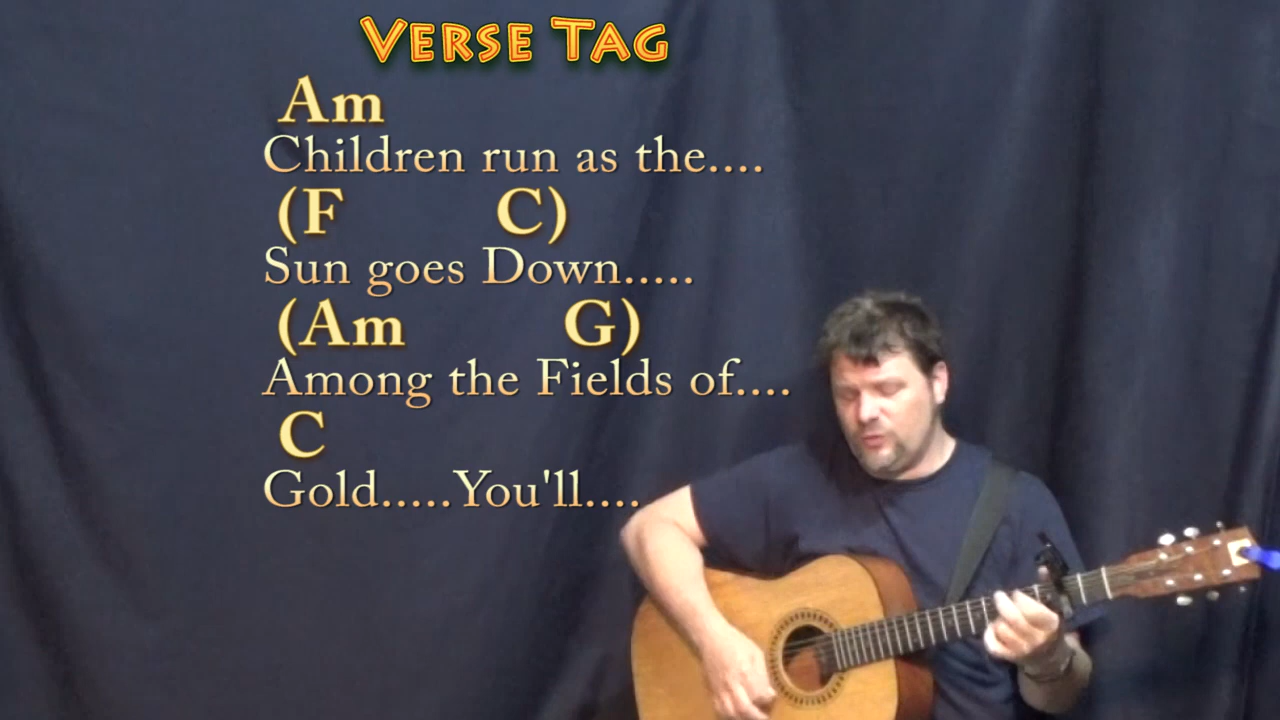 VERSE TAG
Am
Children run as the....
(F C)
Sun goes Down.....
(Am G)
Among the Fields of....
C
Gold.....You'll....